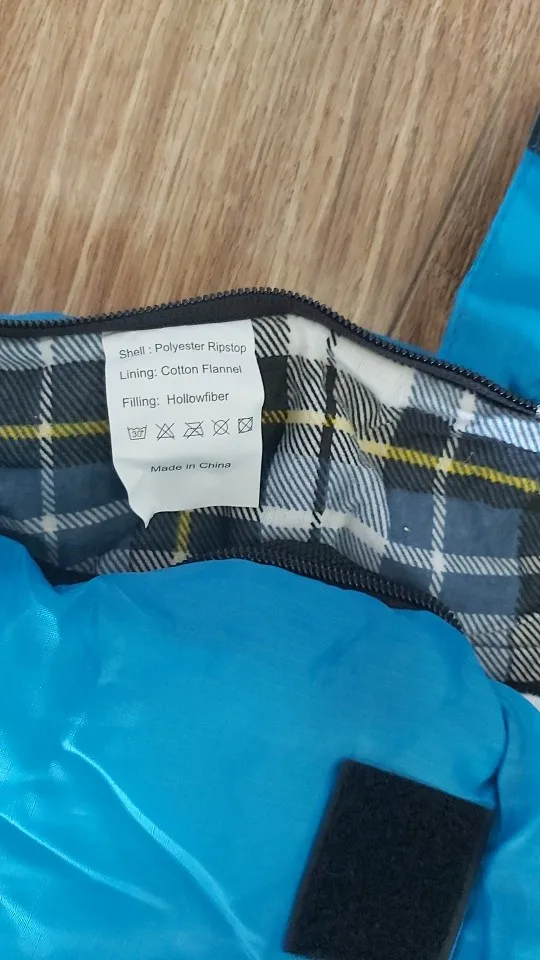 Shell : Polyester Ripstop
Lining: Cotton Flannel
Filling: Hollowfiber
30
Made in China